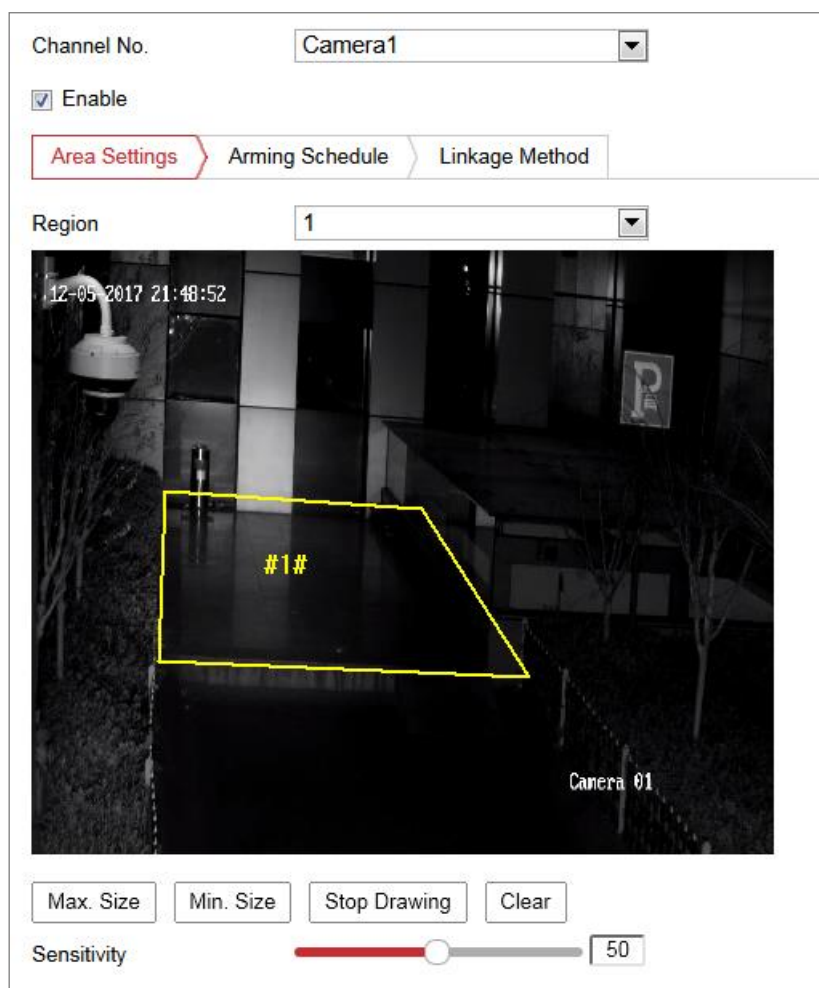 Channel No. Camera1
Enable
Area Settings Arming Schedule Linkage Method
Region 1
12-05-2017 21:48:52
P
#1#
Camera 01
Max. Size Min. Size Stop Drawing Clear
Sensitivity 50